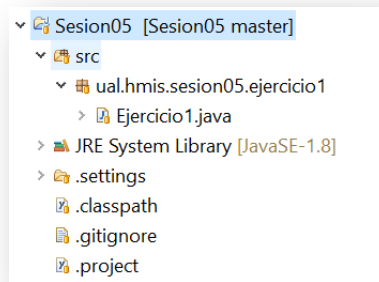 Sesion05 [Sesion05 master]
src
ual.hmis.sesion05.ejercicio1
Ejercicio1.java
JRE System Library [JavaSE-1.8]
.settings
.classpath
.gitignore
.project